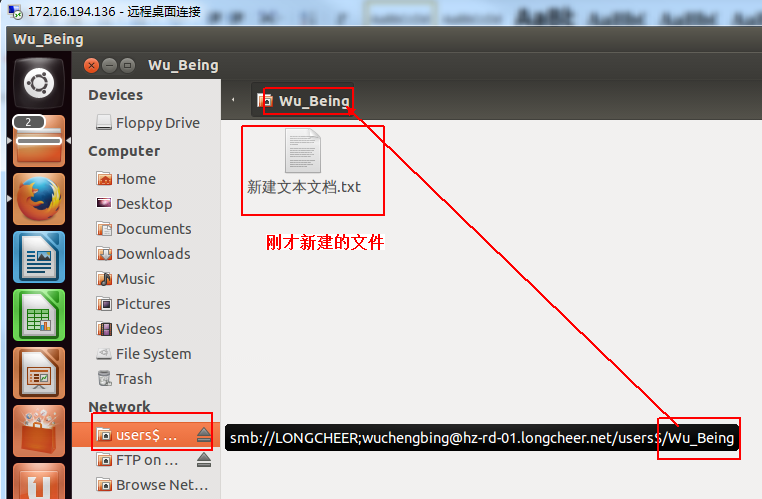 172.16.194.136 - 远程桌面连接
Wu_Being
Wu_Being
Devices
Floppy Drive
Computer
Home
Desktop
Documents
Downloads
Music
Pictures
Videos
File System
Trash
Network
users$ ...
FTP on ...
Browse Net...
2
Wu_Being
新建文本文档.txt
刚才新建的文件
smb://LONGCHEER;wuchengbing@hz-rd-01.longcheer.net/users$/Wu_Being